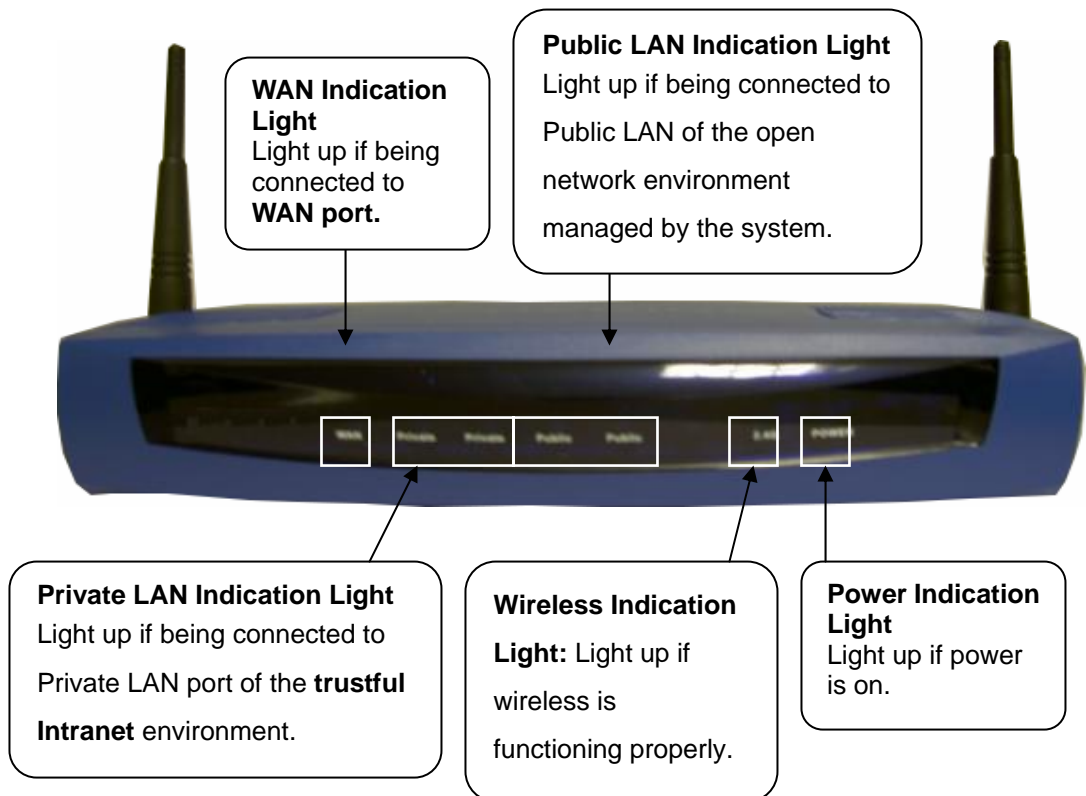 WAN Indication
Light
Light up if being
connected to
WAN port.
Public LAN Indication Light
Light up if being connected to
Public LAN of the open
network environment
managed by the system.
WAN
Private
Private
Public
Public
POWER
Private LAN Indication Light
Light up if being connected to
Private LAN port of the trustful
Intranet environment.
Wireless Indication
Light: Light up if
wireless is
functioning properly.
Power Indication
Light
Light up if power
is on.